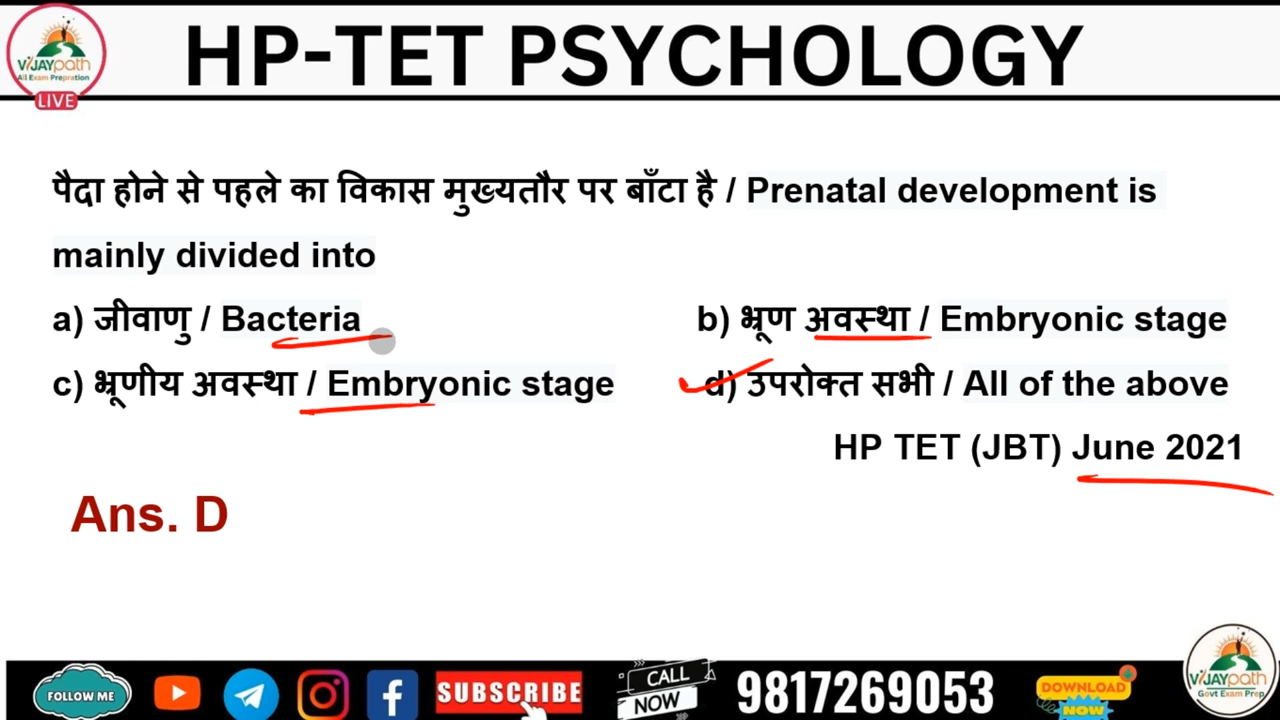 VIJAYpath
All Exam Prepration
LIVE
HP-TET PSYCHOLOGY
पैदा होने से पहले का विकास मुख्यतौर पर बाँटा है / Prenatal development is
mainly divided into
a) जीवाणु / Bacteria
b) भ्रूण अवस्था / Embryonic stage
c) भ्रूणीय अवस्था / Embryonic stage
d) उपरोक्त सभी / All of the above
HP TET (JBT) June 2021
Ans. D
FOLLOW ME
SUBSCRIBE
CALL
NOW
9817269053
DOWNLOAD
NOW
VIJAYpath
Govt Exam Prep